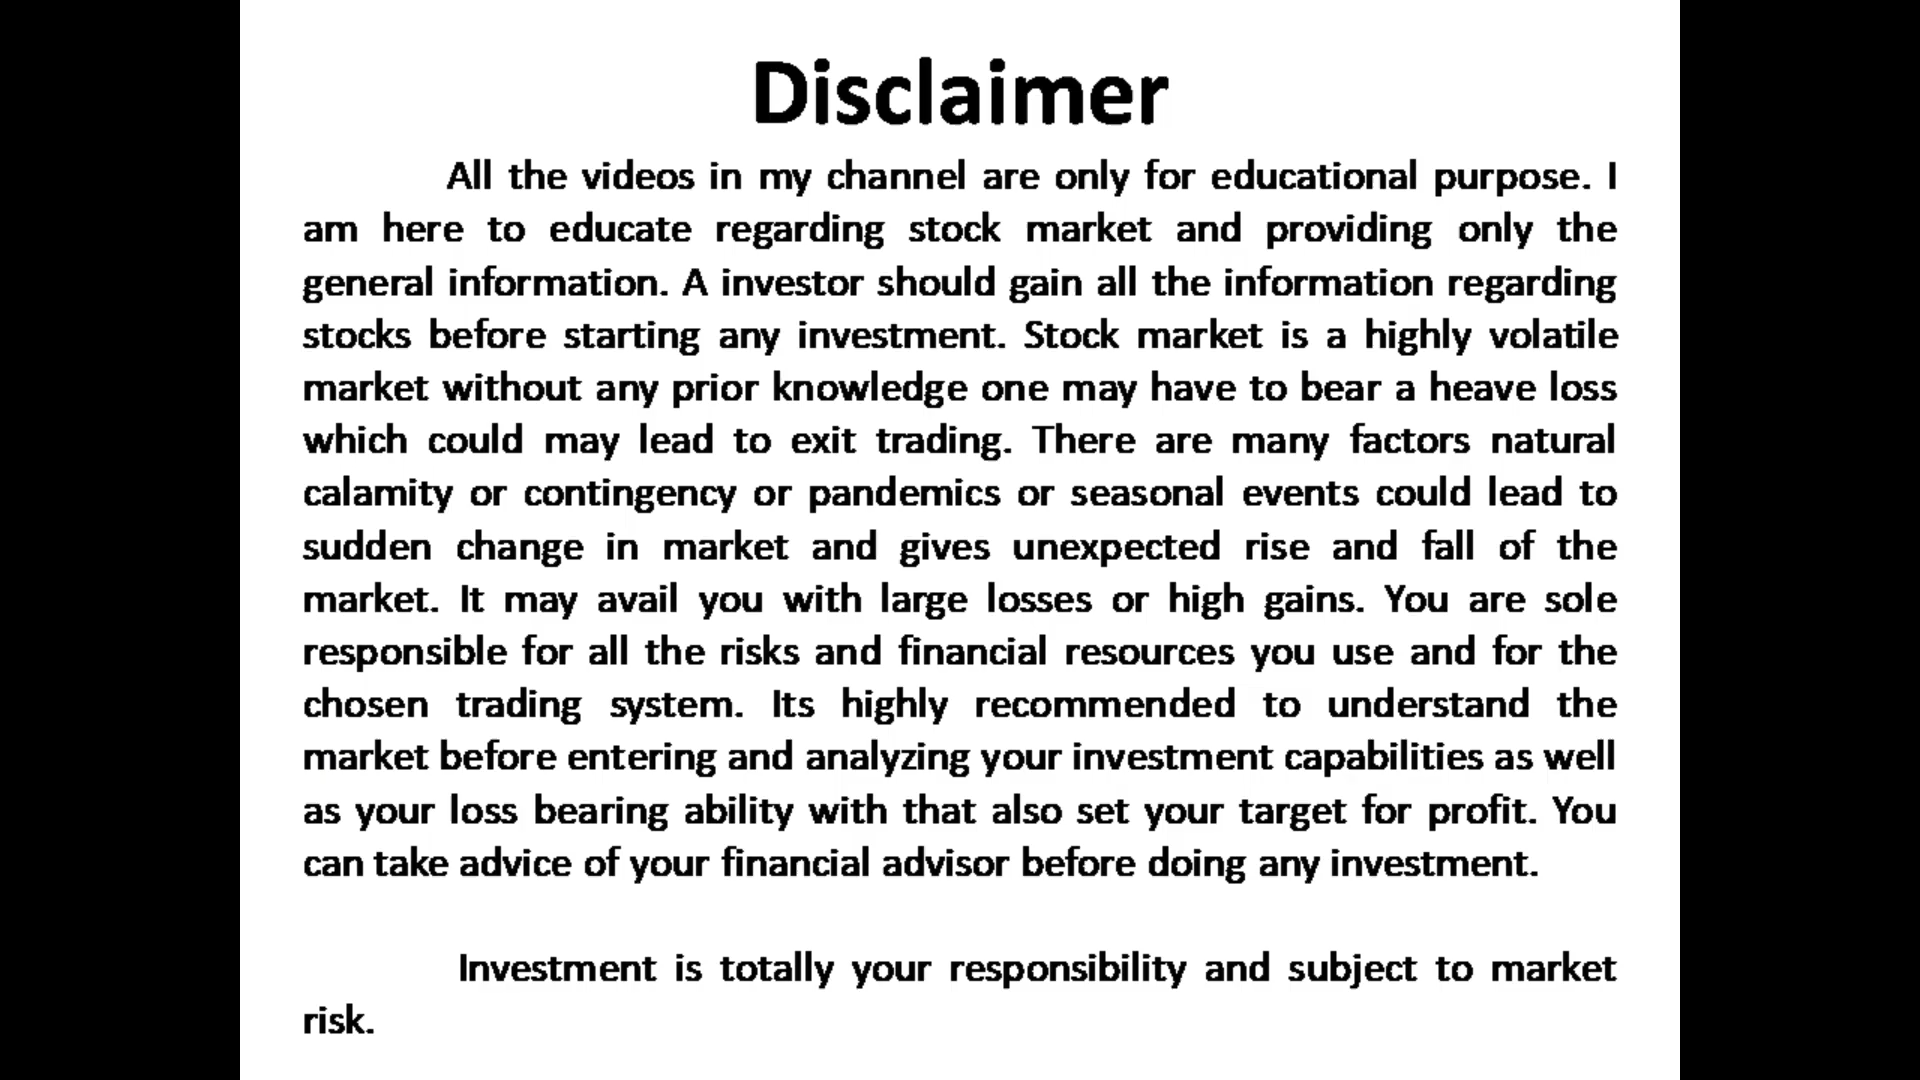 Disclaimer
All the videos in my channel are only for educational purpose. I
am here to educate regarding stock market and providing only the
general information. A investor should gain all the information regarding
stocks before starting any investment. Stock market is a highly volatile
market without any prior knowledge one may have to bear a heave loss
which could may lead to exit trading. There are many factors natural
calamity or contingency or pandemics or seasonal events could lead to
sudden change in market and gives unexpected rise and fall of the
market. It may avail you with large losses or high gains. You are sole
responsible for all the risks and financial resources you use and for the
chosen trading system. Its highly recommended to understand the
market before entering and analyzing your investment capabilities as well
as your loss bearing ability with that also set your target for profit. You
can take advice of your financial advisor before doing any investment.
Investment is totally your responsibility and subject to market
risk.